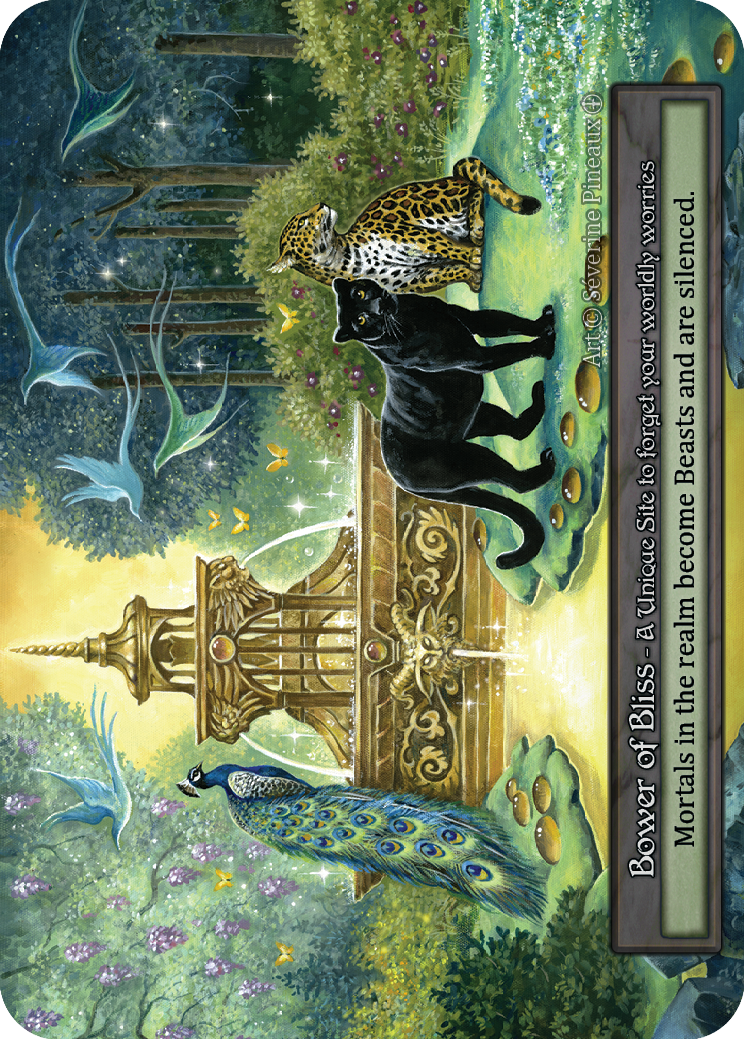 Art © Séverine Pineaux
Bower of Bliss - A Unique Site to forget your worldly worries
Mortals in the realm become Beasts and are silenced.